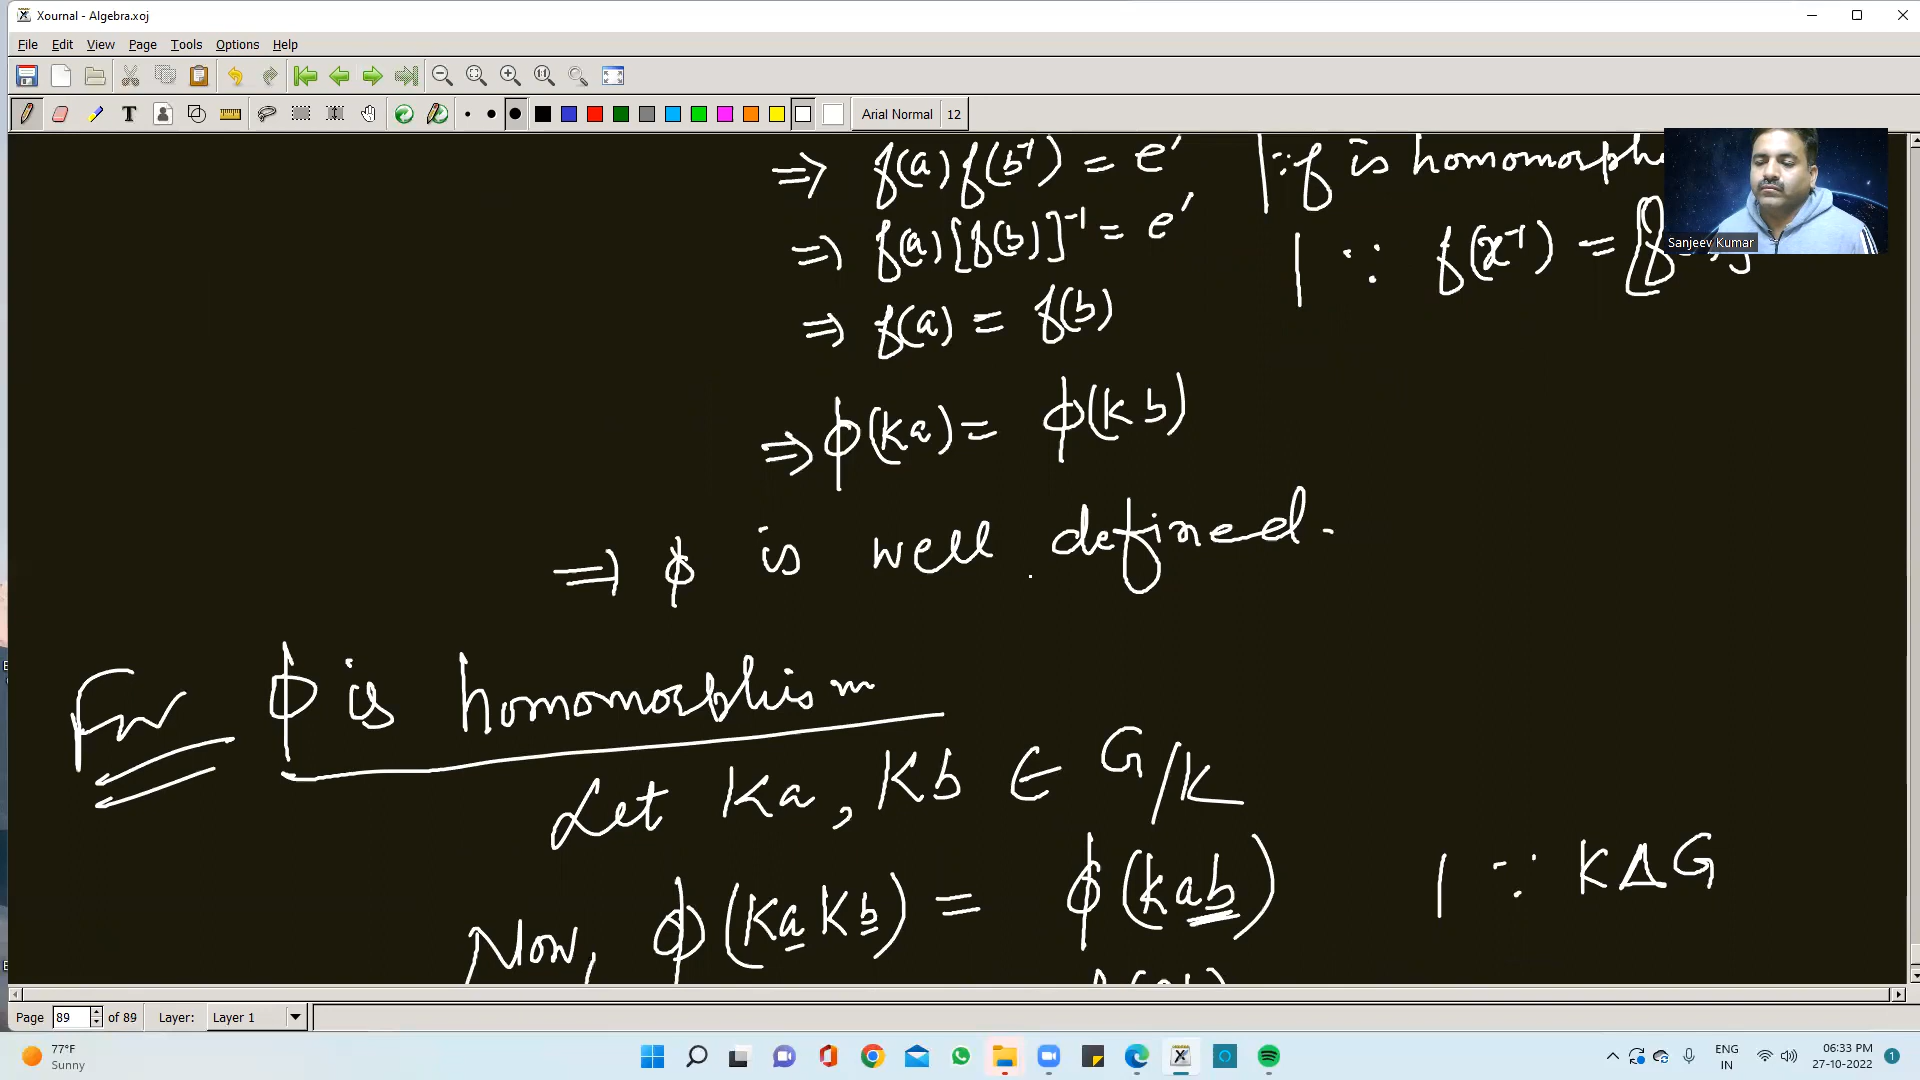 Xournal - Algebra.xoj
File Edit View Page Tools Options Help
Arial Normal 12
⇒ f(a) f(b⁻¹) = e′ | ∵ f is homomorph
⇒ f(a)[f(b)]⁻¹ = e′ | ∵ f(x⁻¹) =
Sanjeev Kumar
⇒ f(a) = f(b)
⇒ ϕ(Ka) = ϕ(Kb)
⇒ ϕ is well defined.
For ϕ is homomorphism
Let Ka, Kb ∈ G/K
Now, ϕ(Ka Kb) = ϕ(Kab) | ∵ K Δ G
Page 89 of 89 Layer: Layer 1
77°F
Sunny
ENG
IN
06:33 PM
27-10-2022
1